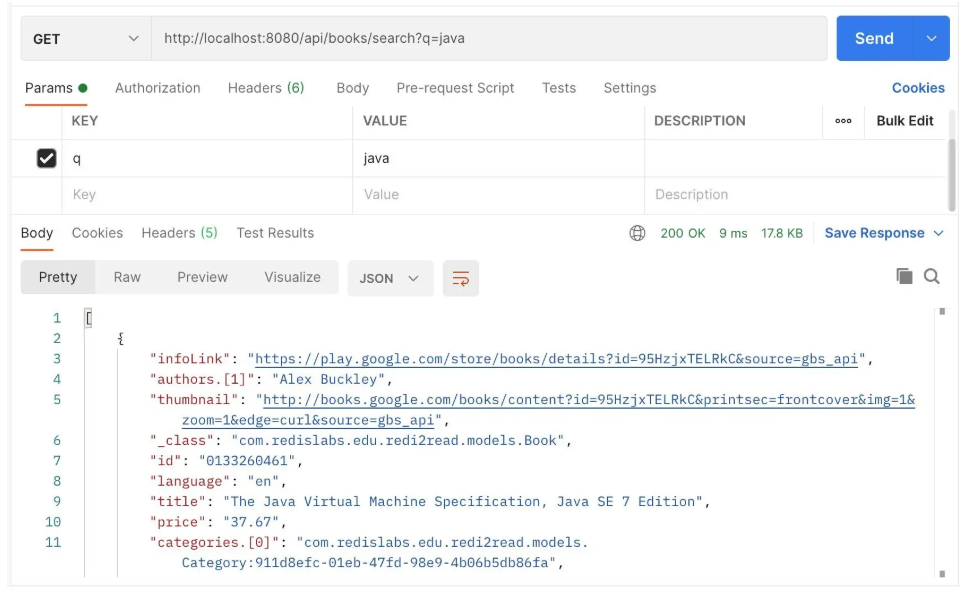 GET http://localhost:8080/api/books/search?q=java Send
Params Authorization Headers (6) Body Pre-request Script Tests Settings Cookies
KEY VALUE DESCRIPTION ooo Bulk Edit
q java
Key Value Description
Body Cookies Headers (5) Test Results 200 OK 9 ms 17.8 KB Save Response
Pretty Raw Preview Visualize JSON
1 [
2 {
3 "infoLink": "https://play.google.com/store/books/details?id=95HzjxTELRkC&source=gbs_api",
4 "authors.[1]": "Alex Buckley",
5 "thumbnail": "http://books.google.com/books/content?id=95HzjxTELRkC&printsec=frontcover&img=1&
zoom=1&edge=curl&source=gbs_api",
6 "_class": "com.redislabs.edu.redi2read.models.Book",
7 "id": "0133260461",
8 "language": "en",
9 "title": "The Java Virtual Machine Specification, Java SE 7 Edition",
10 "price": "37.67",
11 "categories.[0]": "com.redislabs.edu.redi2read.models.
Category:911d8efc-01eb-47fd-98e9-4b06b5db86fa",